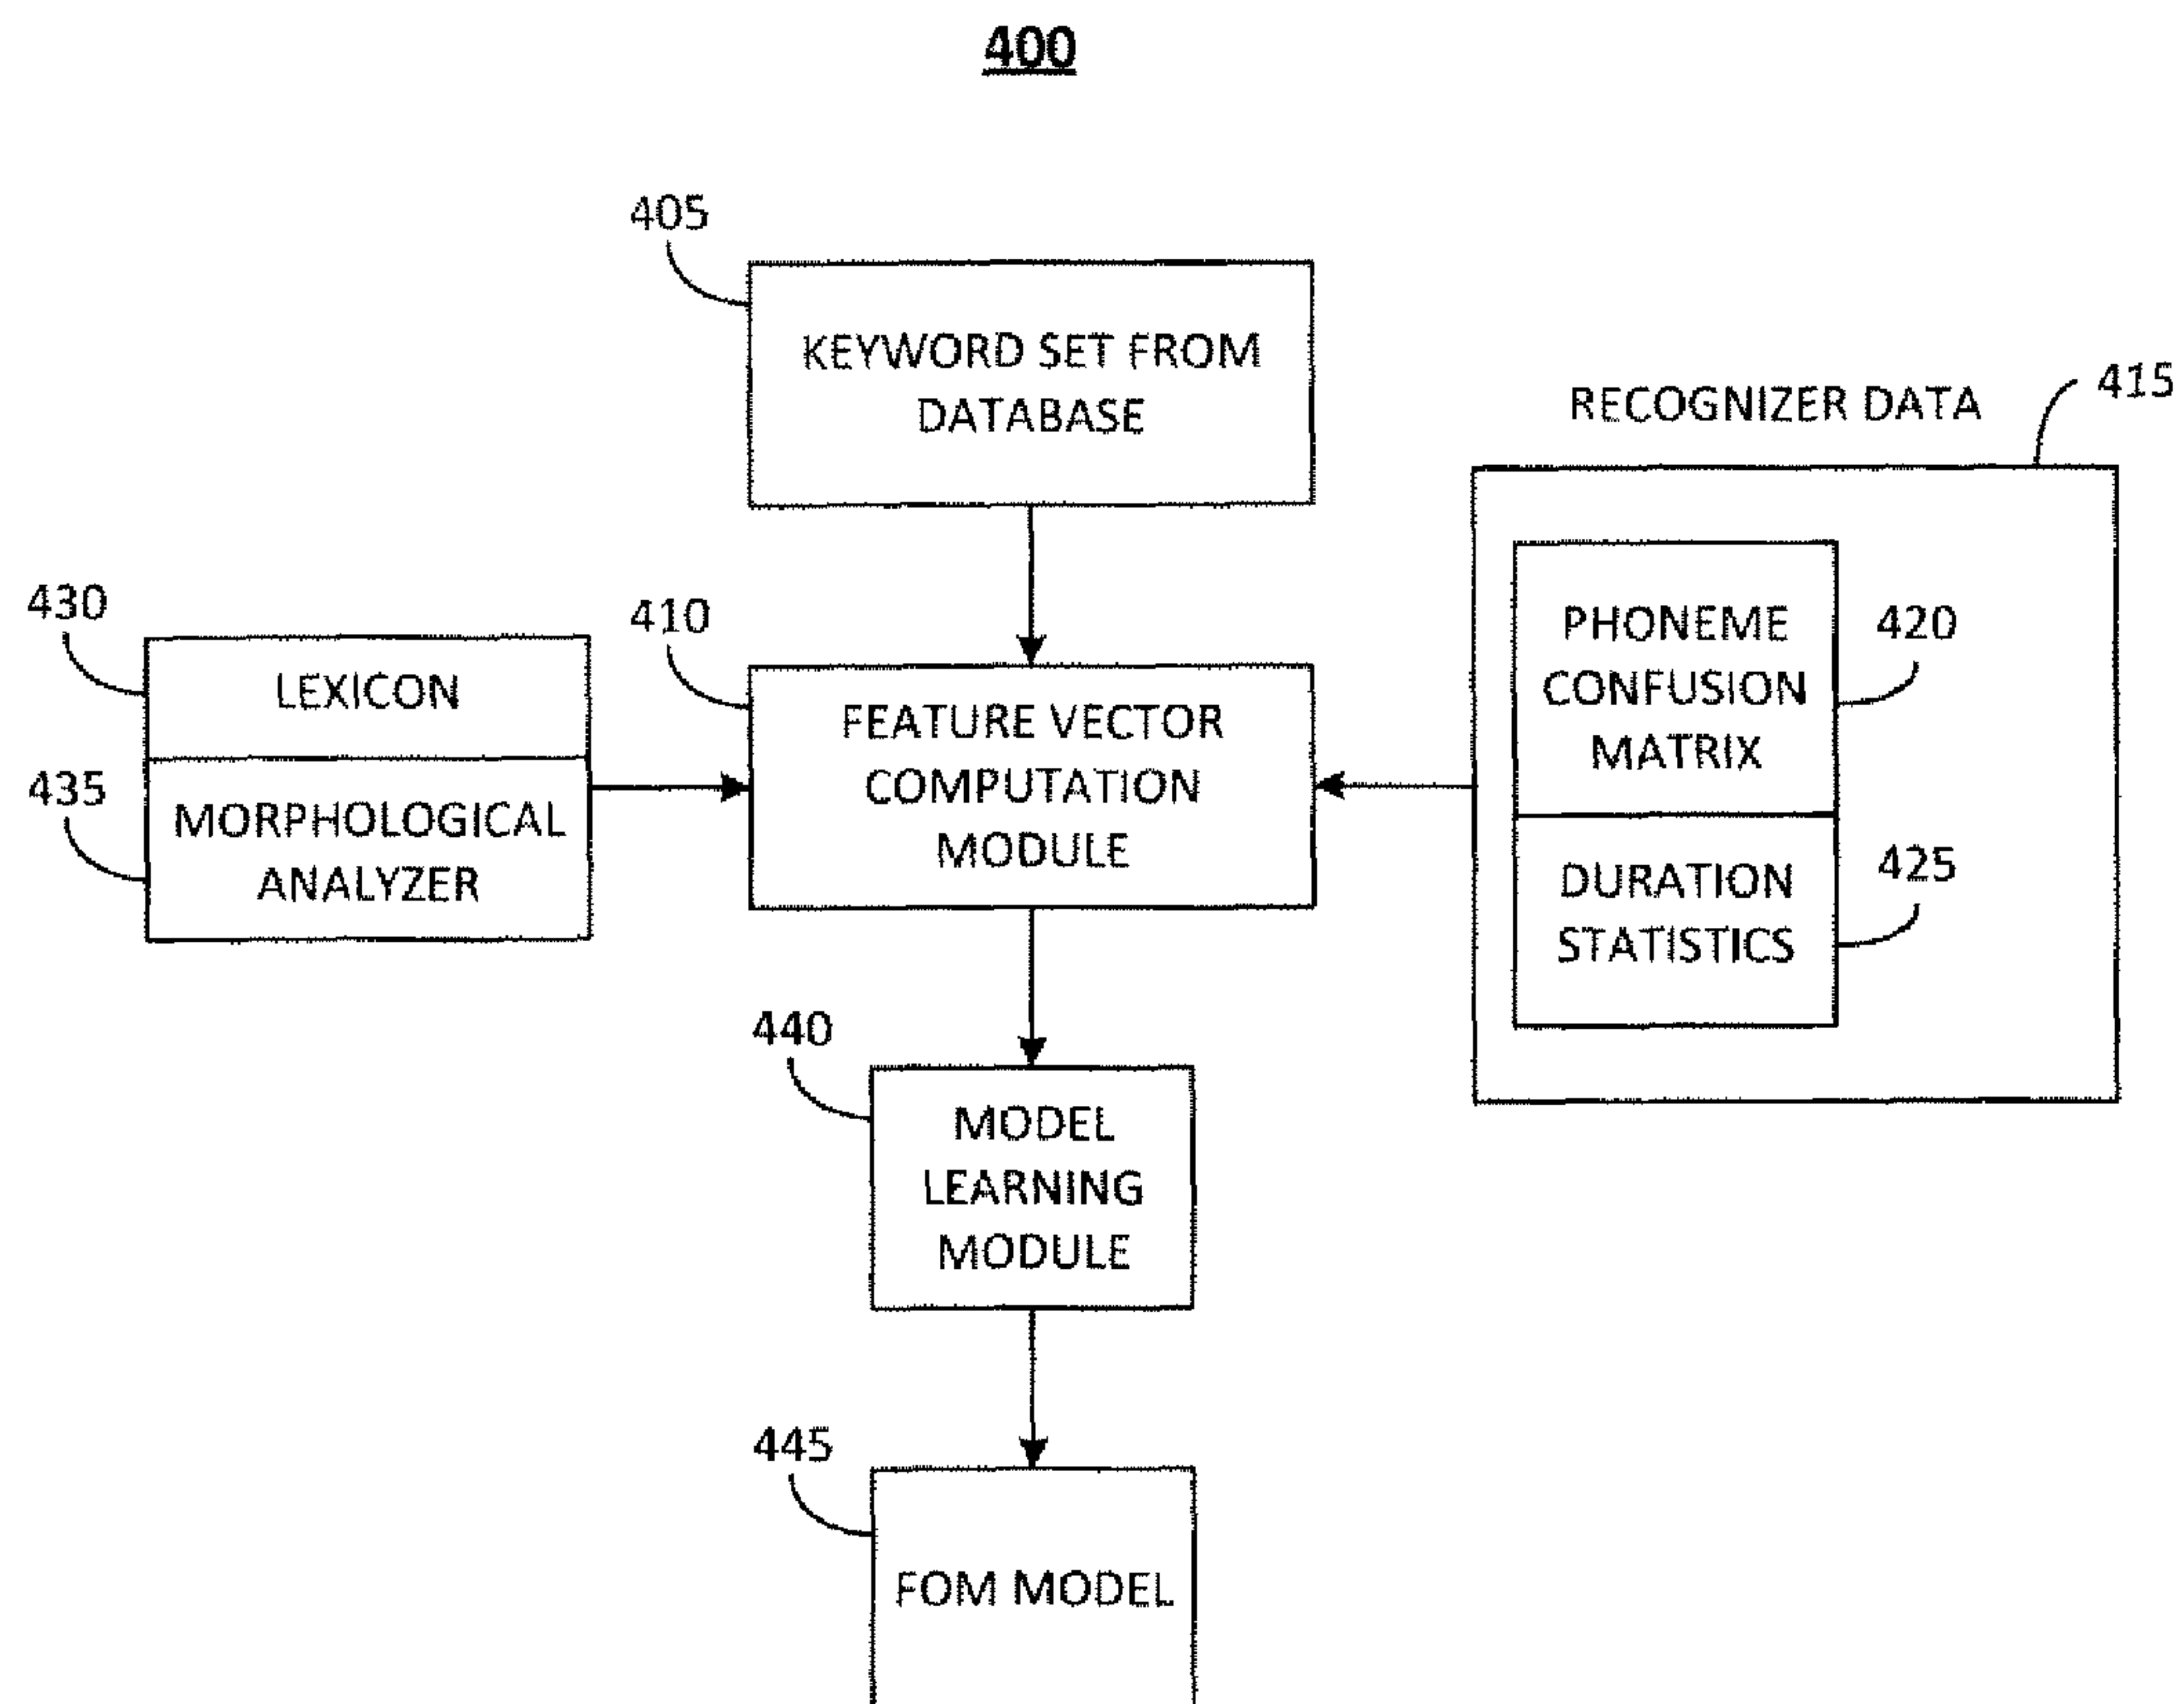 400
405
KEYWORD SET FROM
DATABASE
RECOGNIZER DATA
415
430
LEXICON
435
MORPHOLOGICAL
ANALYZER
410
FEATURE VECTOR
COMPUTATION
MODULE
PHONEME
CONFUSION
MATRIX
420
DURATION
STATISTICS
425
440
MODEL
LEARNING
MODULE
445
FOM MODEL